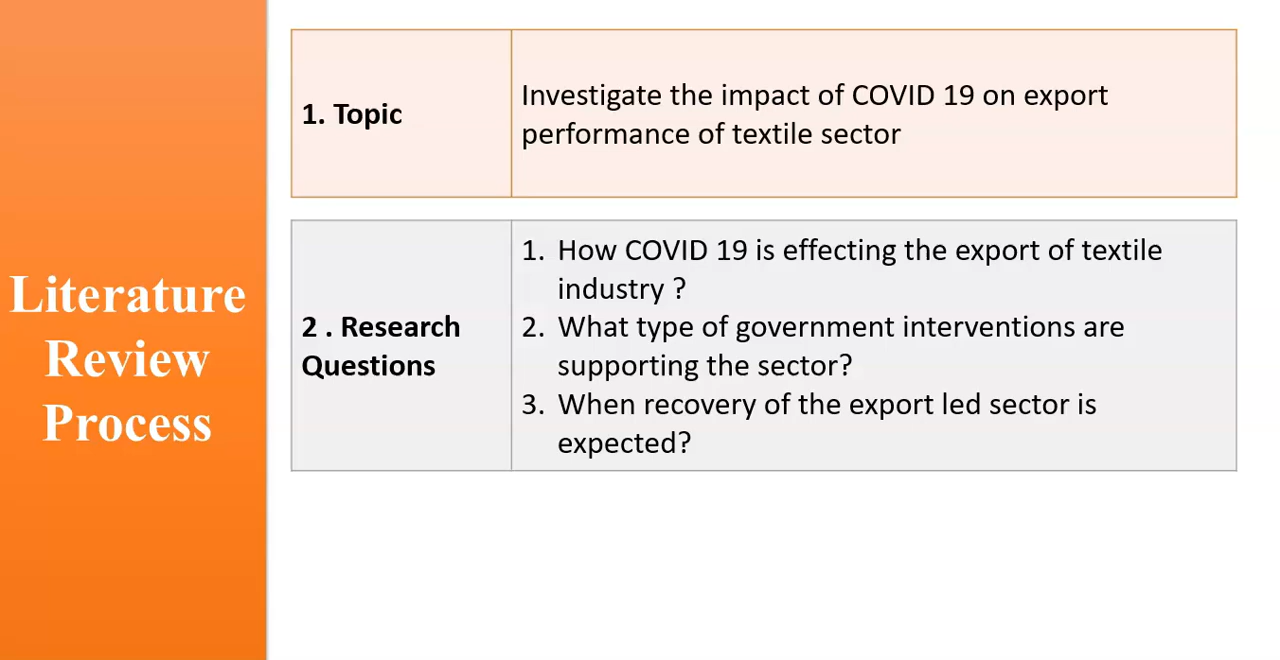 Literature
Review
Process
1. Topic
Investigate the impact of COVID 19 on export
performance of textile sector
2 . Research
Questions
1. How COVID 19 is effecting the export of textile
industry ?
2. What type of government interventions are
supporting the sector?
3. When recovery of the export led sector is
expected?